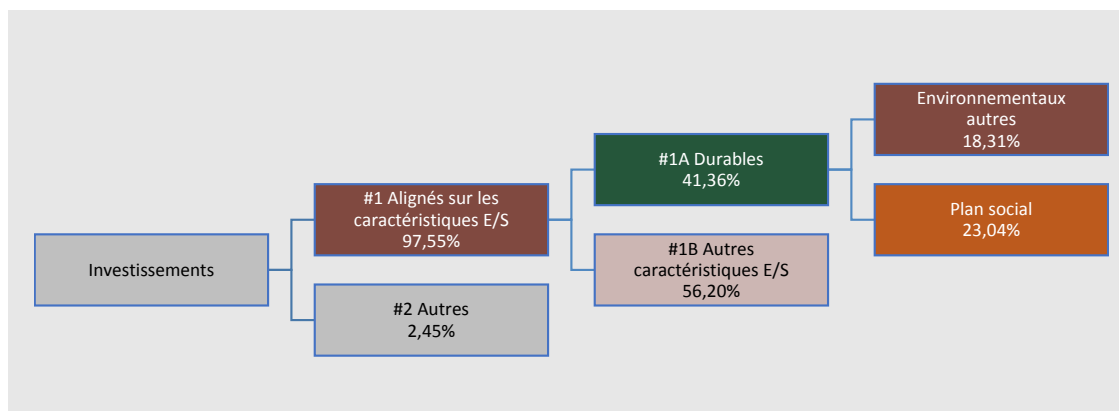 Investissements
#1 Alignés sur les
caractéristiques E/S
97,55%
#2 Autres
2,45%
#1A Durables
41,36%
#1B Autres
caractéristiques E/S
56,20%
Environnementaux
autres
18,31%
Plan social
23,04%